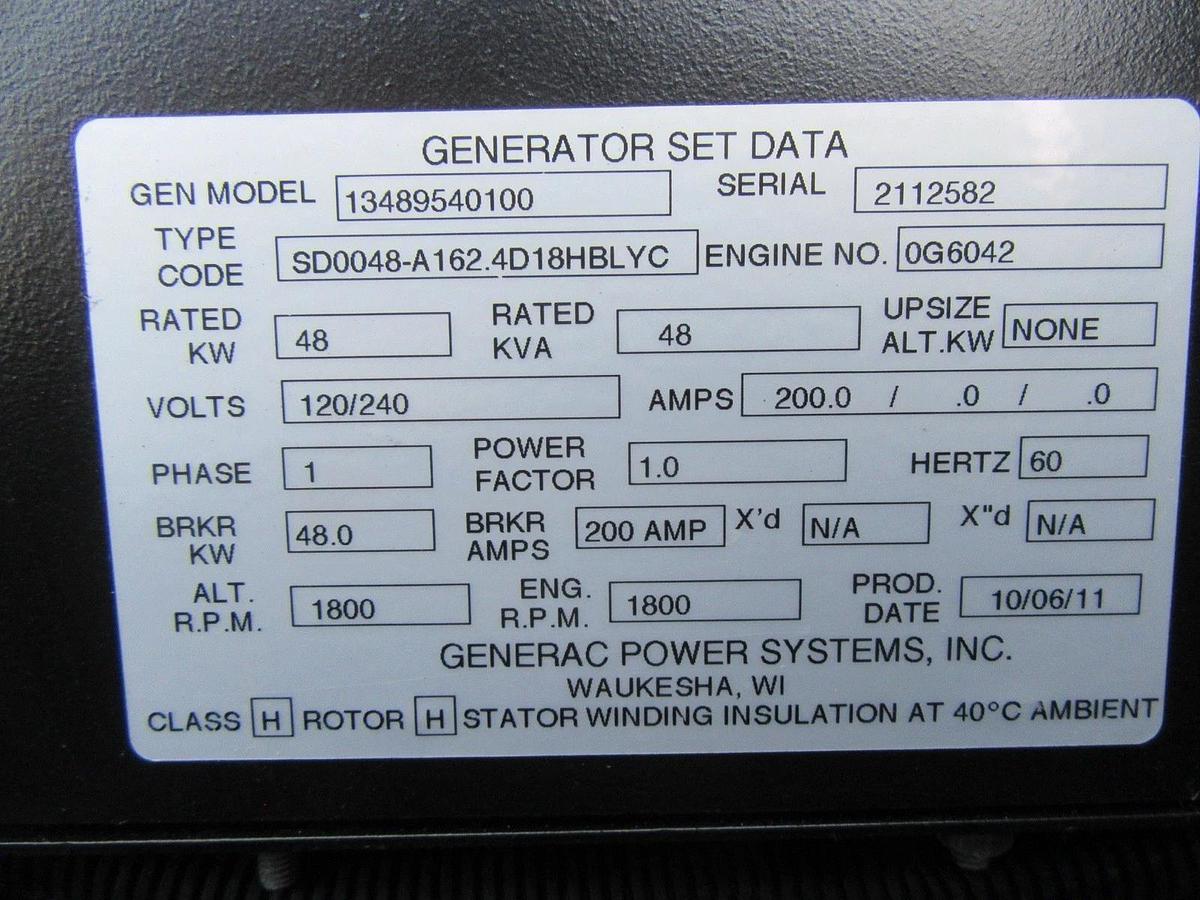 GENERATOR SET DATA
GEN MODEL 13489540100 SERIAL 2112582
TYPE CODE SD0048-A162.4D18HBLYC ENGINE NO. 0G6042
RATED KW 48 RATED KVA 48 UPSIZE ALT.KW NONE
VOLTS 120/240 AMPS 200.0 / .0 / .0
PHASE 1 POWER FACTOR 1.0 HERTZ 60
BRKR KW 48.0 BRKR AMPS 200 AMP X'd N/A X"d N/A
ALT. R.P.M. 1800 ENG. R.P.M. 1800 PROD. DATE 10/06/11
GENERAC POWER SYSTEMS, INC.
WAUKESHA, WI
CLASS H ROTOR H STATOR WINDING INSULATION AT 40°C AMBIENT